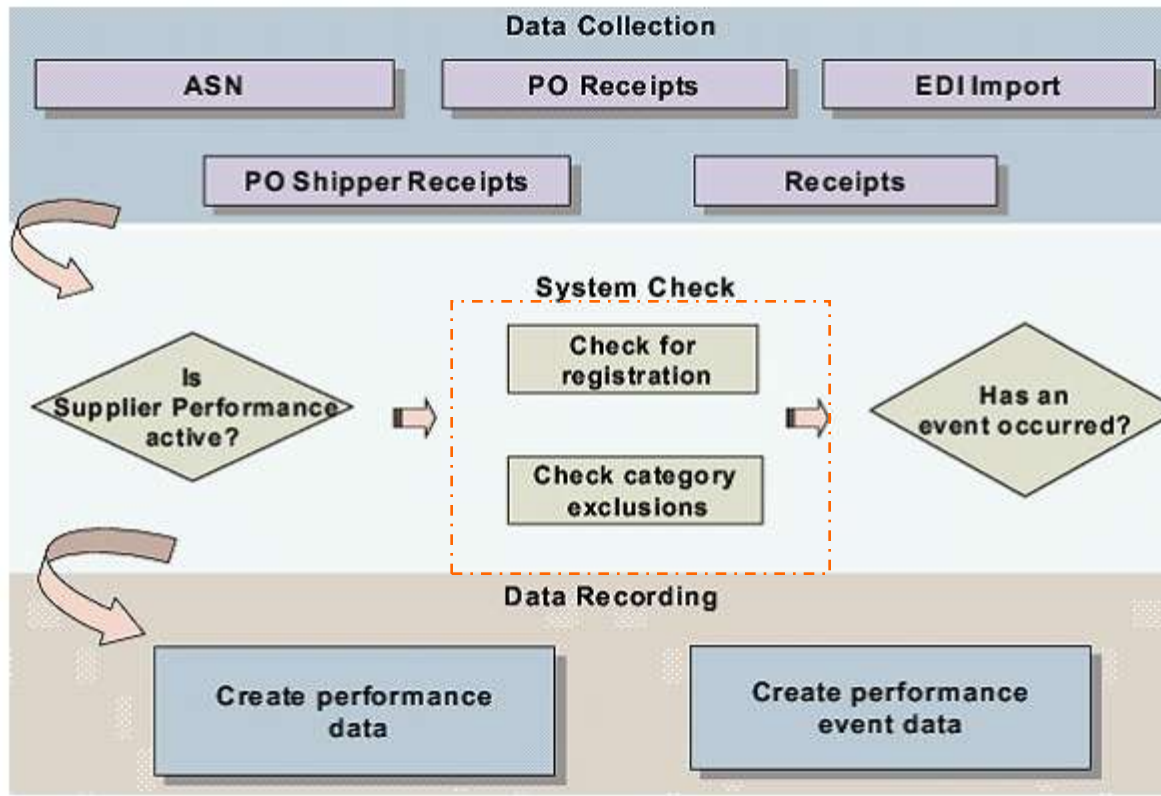 Data Collection
ASN
PO Receipts
EDI Import
PO Shipper Receipts
Receipts
System Check
Is
Supplier Performance
active?
Check for
registration
Check category
exclusions
Has an
event occurred?
Data Recording
Create performance
data
Create performance
event data